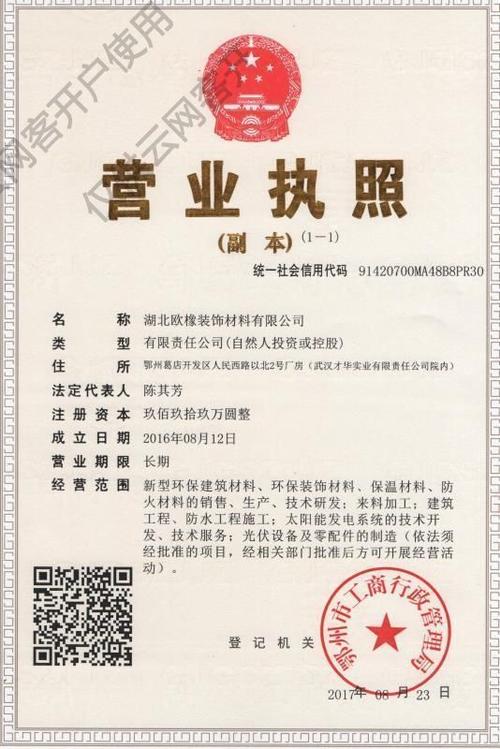 仅时云网客开户使用
网客开户使用
营业执照
(副 本)(1-1)
统一社会信用代码 91420700MA48B8PR30
名 称 湖北欧橡装饰材料有限公司
类 型 有限责任公司(自然人投资或控股)
住 所 鄂州葛店开发区人民西路以北2号厂房(武汉才华实业有限责任公司院内)
法定代表人 陈其芳
注册资本 玖佰玖拾玖万圆整
成立日期 2016年08月12日
营业期限 长期
经营范围 新型环保建筑材料、环保装饰材料、保温材料、防
火材料的销售、生产、技术研发;来料加工;建筑
工程、防水工程施工;太阳能发电系统的技术开
发、技术服务;光伏设备及零配件的制造(依法须
经批准的项目,经相关部门批准后方可开展经营活
动)。
鄂州市工商行政管理局
登记机关
2017年 08月 23日